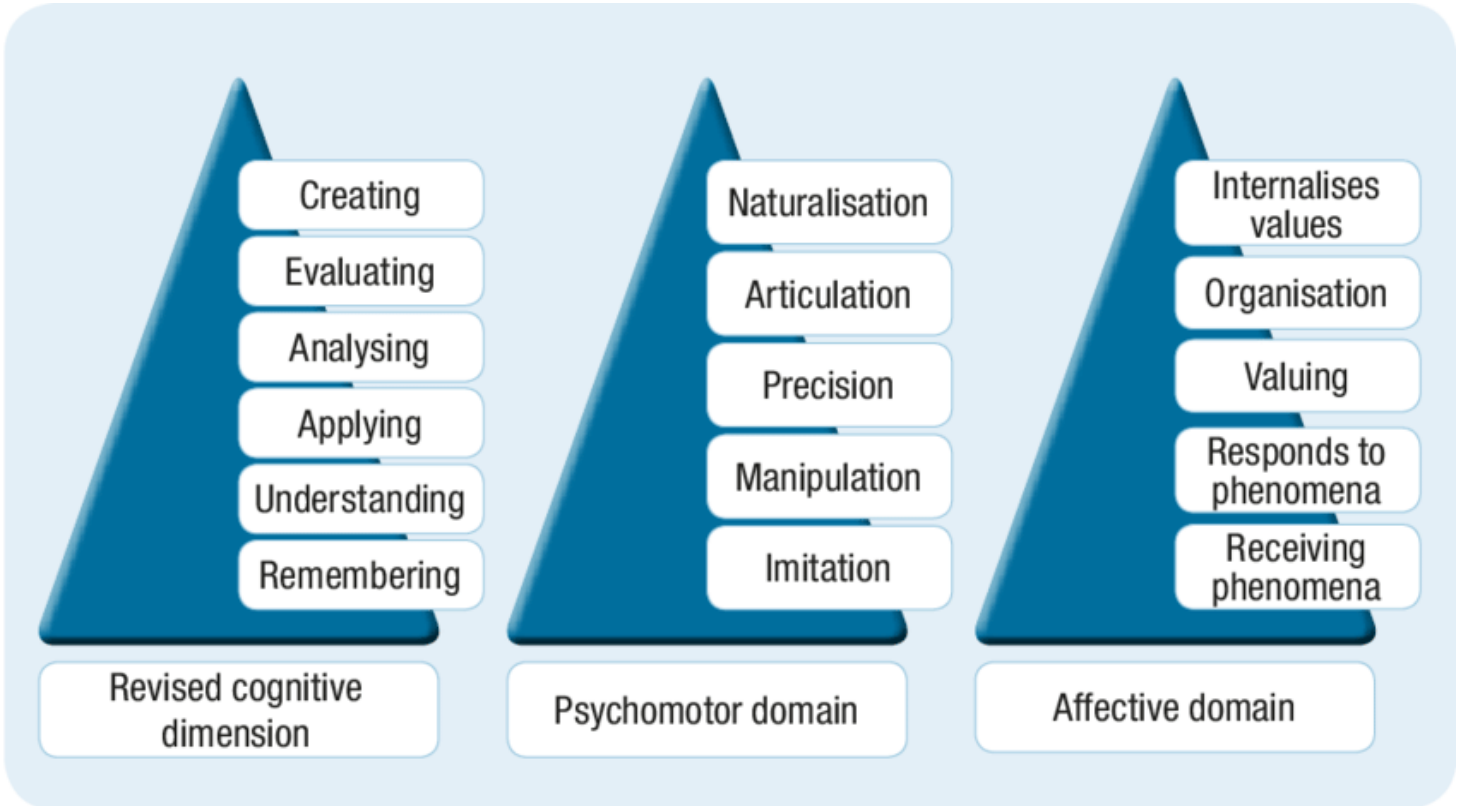 Creating
Evaluating
Analysing
Applying
Understanding
Remembering
Revised cognitive
dimension
Naturalisation
Articulation
Precision
Manipulation
Imitation
Psychomotor domain
Internalises
values
Organisation
Valuing
Responds to
phenomena
Receiving
phenomena
Affective domain